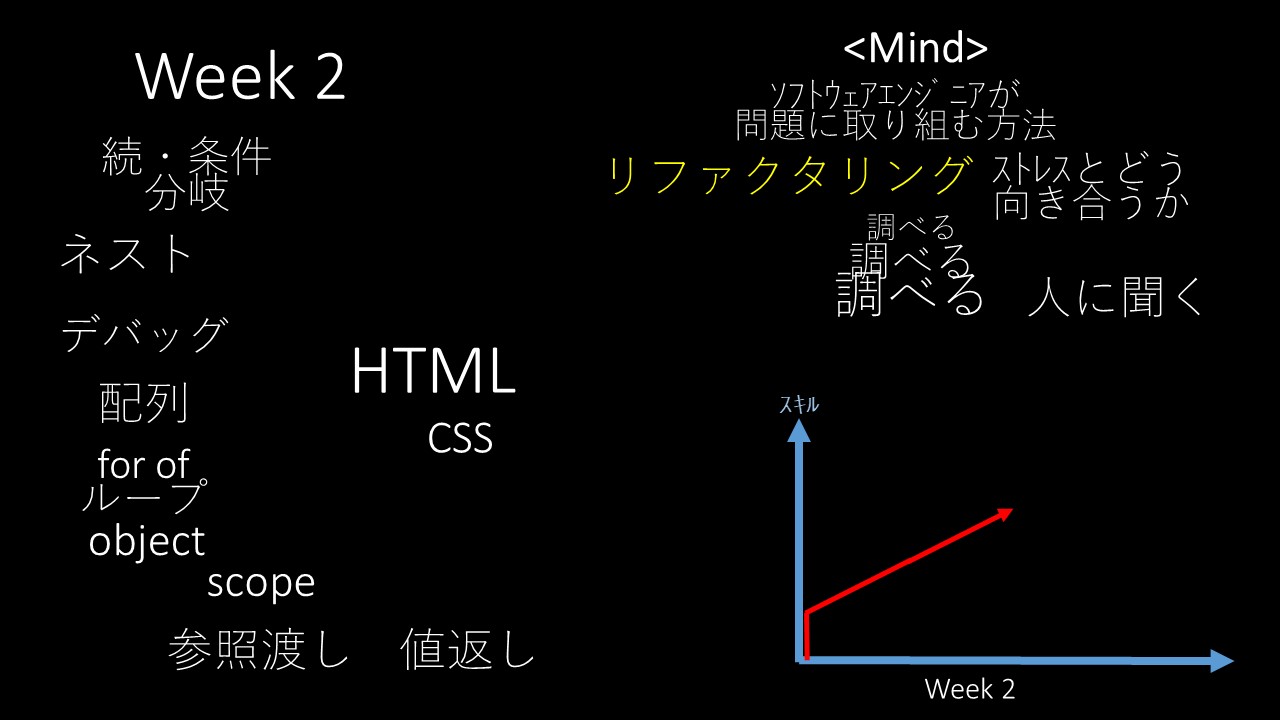 Week 2
続・条件
分岐
ネスト
デバッグ
配列
for of
ループ
object
scope
参照渡し　値返し
HTML
CSS
<Mind>
ｿﾌﾄｳｪｱｴﾝｼﾞﾆｱが
問題に取り組む方法
リファクタリング
ｽﾄﾚｽとどう
向き合うか
調べる
調べる
調べる
人に聞く
ｽｷﾙ
Week 2